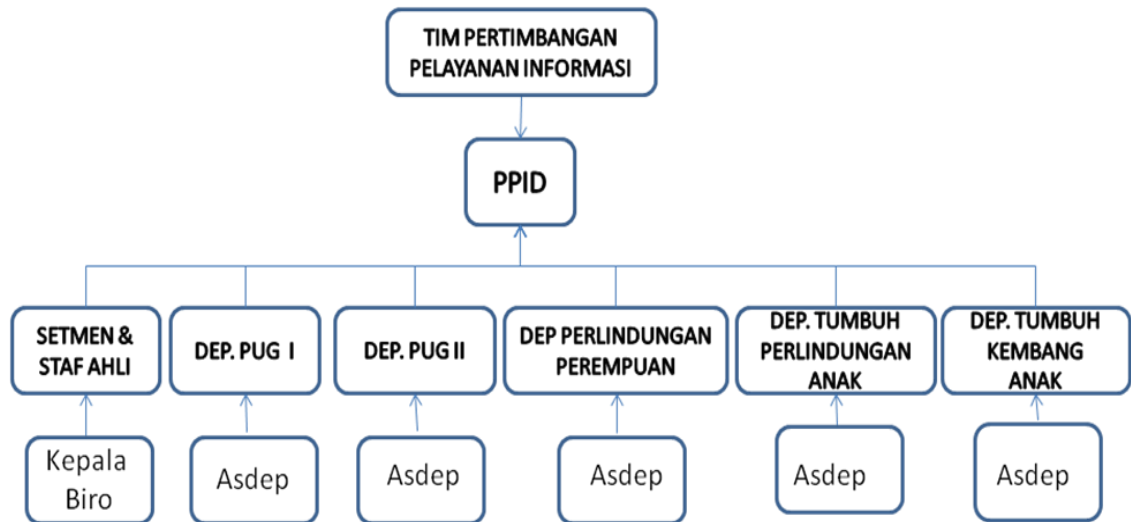 TIM PERTIMBANGAN
PELAYANAN INFORMASI
PPID
SETMEN &
STAF AHLI
DEP. PUG I
DEP. PUG II
DEP PERLINDUNGAN
PEREMPUAN
DEP. TUMBUH
PERLINDUNGAN
ANAK
DEP. TUMBUH
KEMBANG
ANAK
Kepala
Biro
Asdep
Asdep
Asdep
Asdep
Asdep